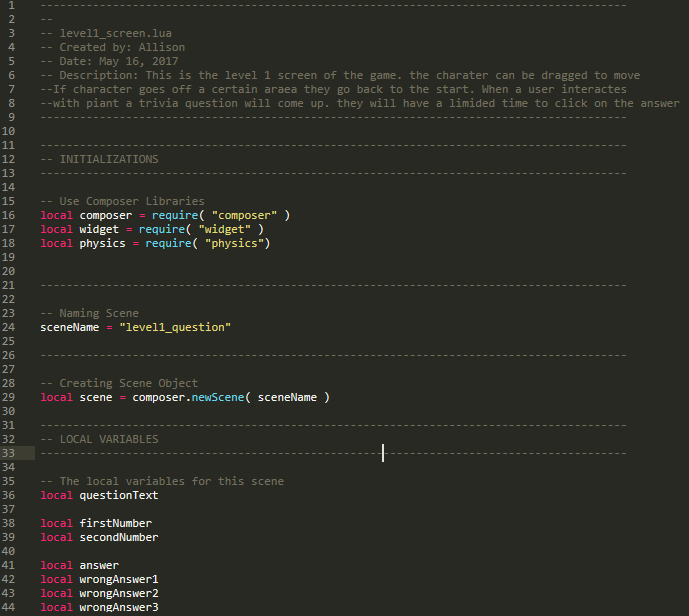 1 -----------------------------------------------------------------------------------------
2 --
3 -- level1_screen.lua
4 -- Created by: Allison
5 -- Date: May 16, 2017
6 -- Description: This is the level 1 screen of the game. the charater can be dragged to move
7 --If character goes off a certain araea they go back to the start. When a user interactes
8 --with piant a trivia question will come up. they will have a limided time to click on the answer
9 -----------------------------------------------------------------------------------------
10
11 -----------------------------------------------------------------------------------------
12 -- INITIALIZATIONS
13 -----------------------------------------------------------------------------------------
14
15 -- Use Composer Libraries
16 local composer = require( "composer" )
17 local widget = require( "widget" )
18 local physics = require( "physics")
19
20
21 -----------------------------------------------------------------------------------------
22
23 -- Naming Scene
24 sceneName = "level1_question"
25
26 -----------------------------------------------------------------------------------------
27
28 -- Creating Scene Object
29 local scene = composer.newScene( sceneName )
30
31 -----------------------------------------------------------------------------------------
32 -- LOCAL VARIABLES
33 -----------------------------------------------------------------------------------------
34
35 -- The local variables for this scene
36 local questionText
37
38 local firstNumber
39 local secondNumber
40
41 local answer
42 local wrongAnswer1
43 local wrongAnswer2
44 local wrongAnswer3